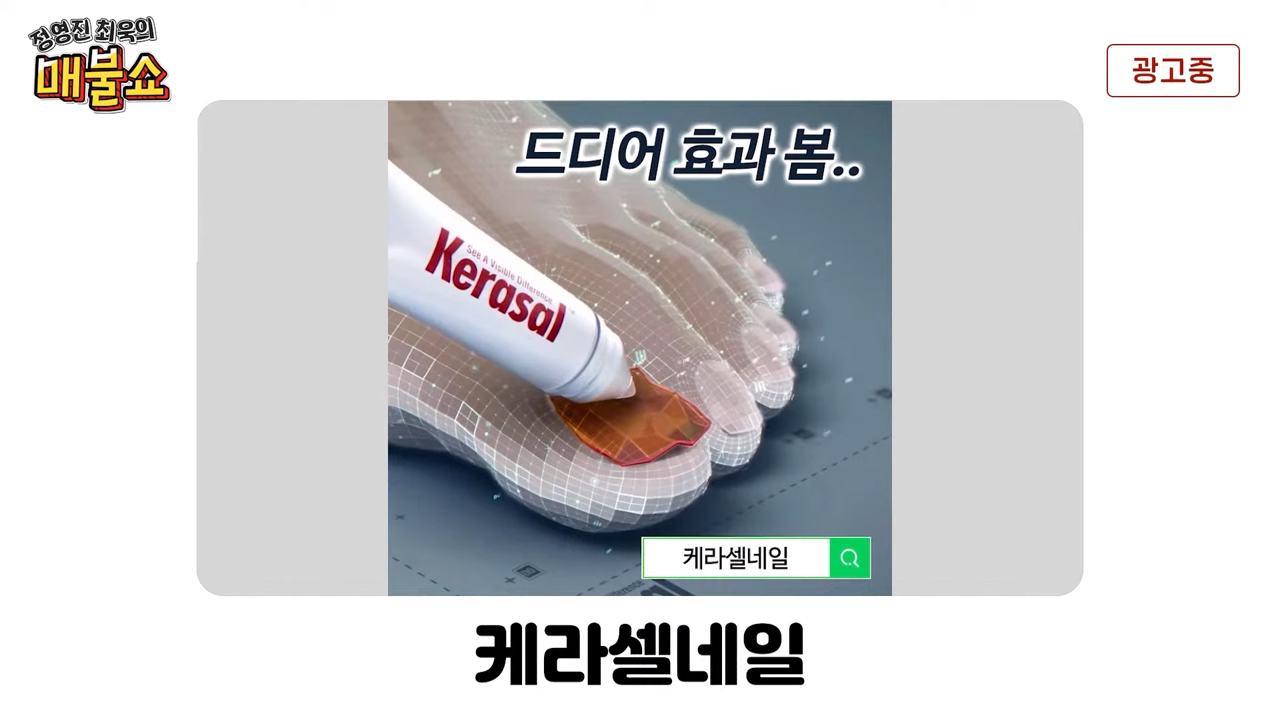 정영진 최욱의
매불쇼
광고중
드디어 효과 봄..
See A Visible Difference.
Kerasal
케라셀네일
케라셀네일